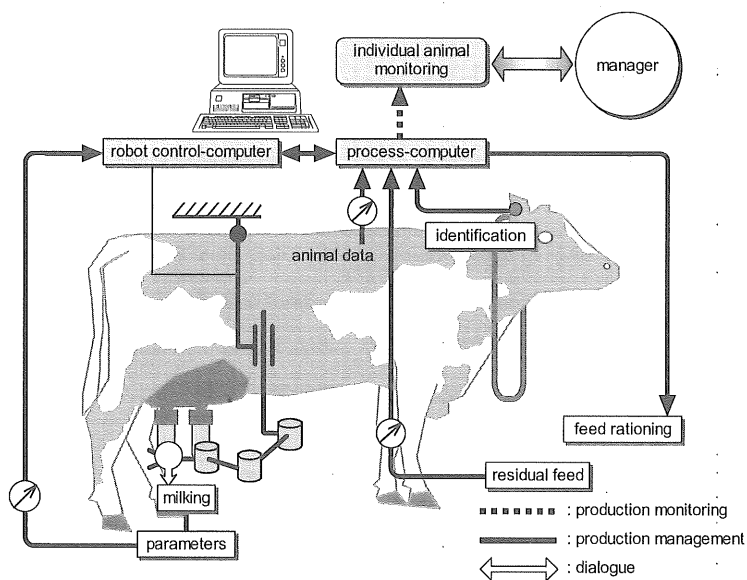 individual animal
monitoring
manager
robot control-computer
process-computer
identification
animal data
feed rationing
residual feed
milking
parameters
: production monitoring
: production management
: dialogue